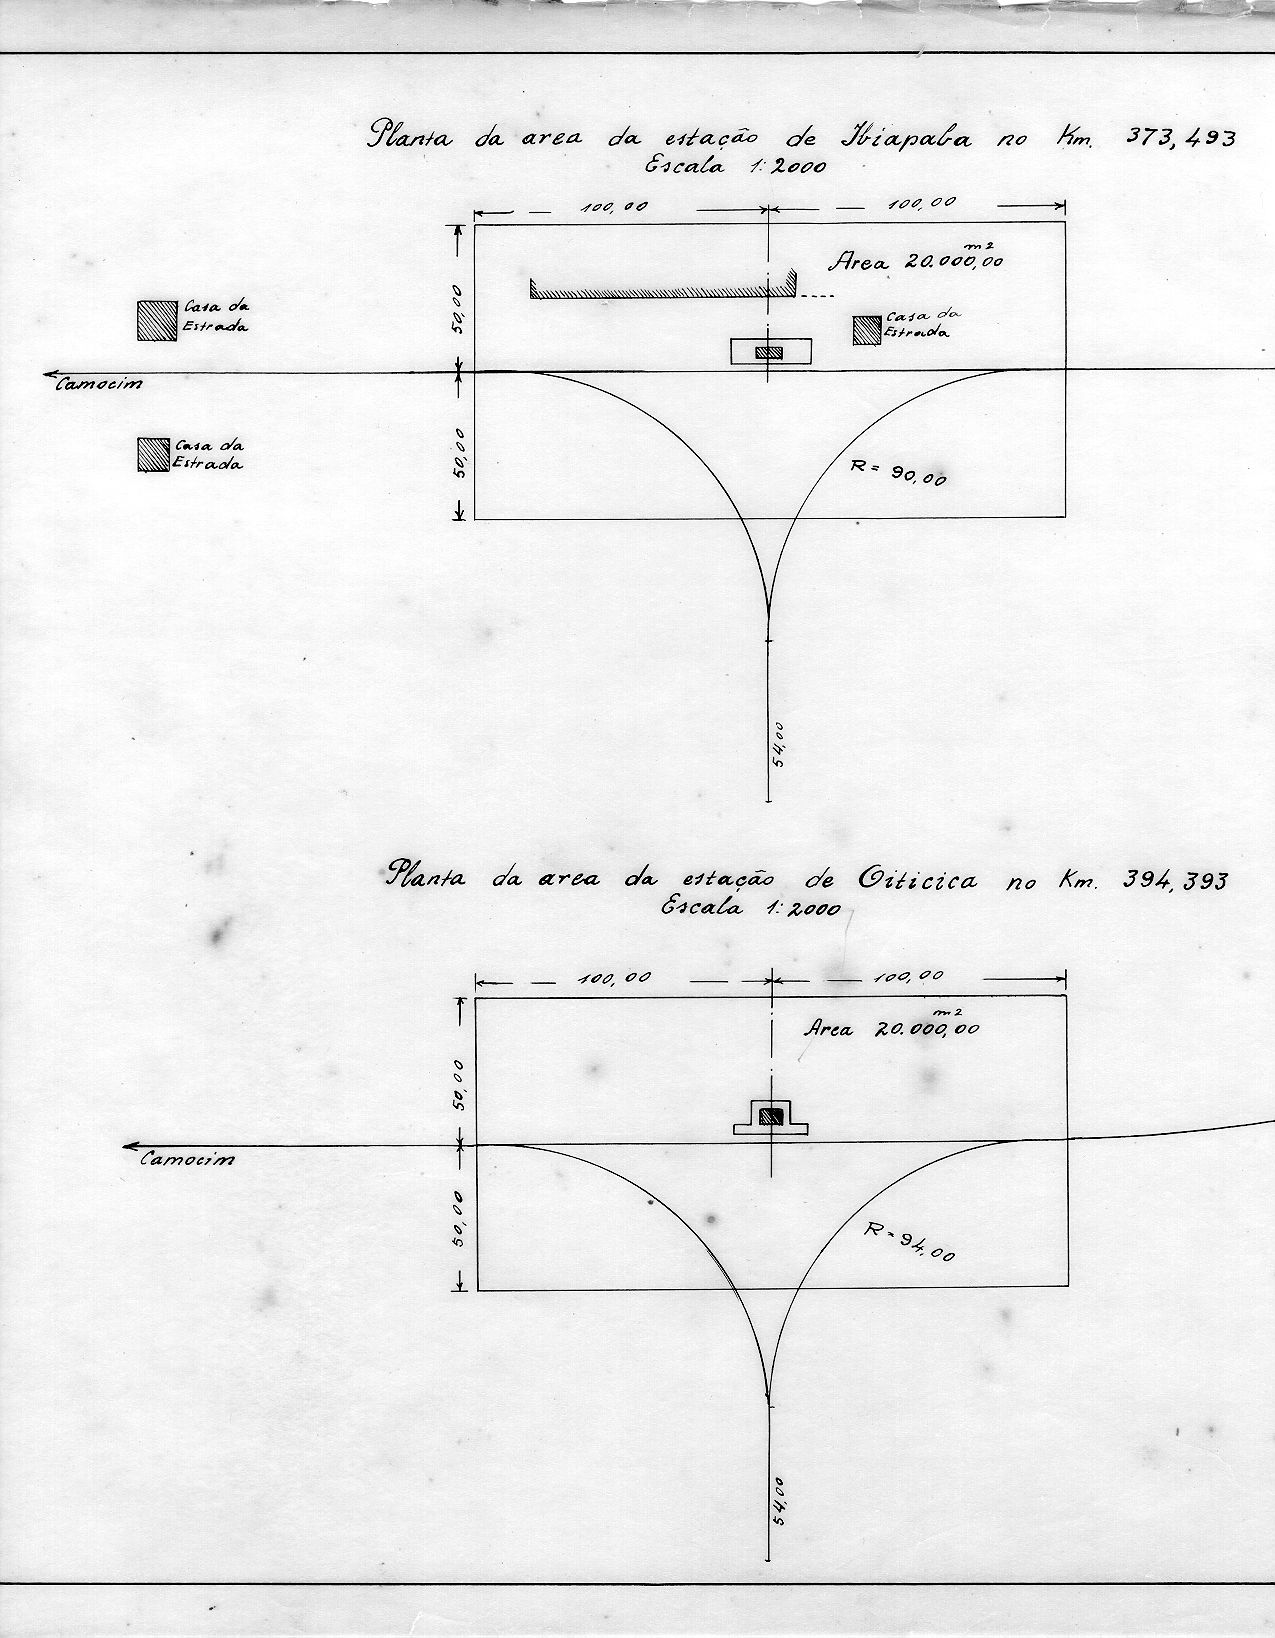 Planta da area da estação de Ibiapaba no Km. 373,493
Escala 1:2000
100,00 100,00
Area 20.000,00 m2
50,00
Casa da
Estrada
Casa da
Estrada
Camocim
50,00
Casa da
Estrada
R= 90,00
54,00
Planta da area da estação de Oiticica no Km. 394,393
Escala 1:2000
100,00 100,00
Area 20.000,00 m2
50,00
Camocim
50,00
R=94,00
54,00